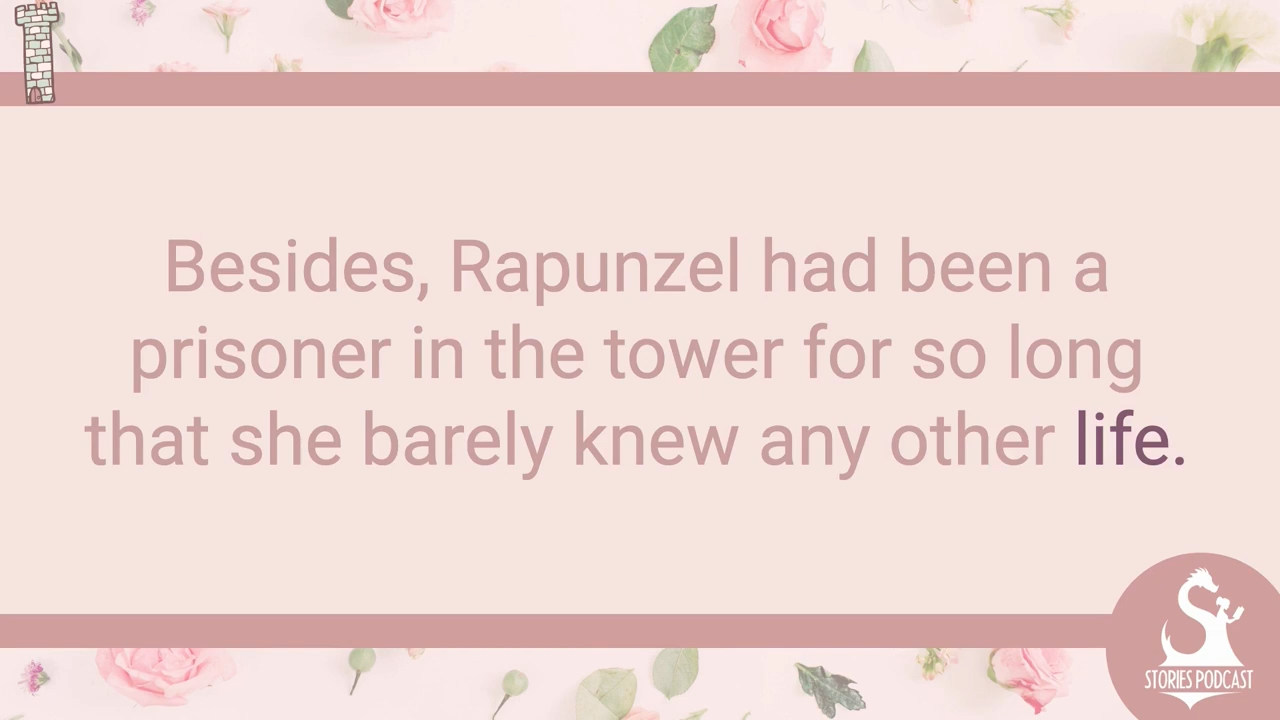 Besides, Rapunzel had been a
prisoner in the tower for so long
that she barely knew any other life.
STORIES PODCAST